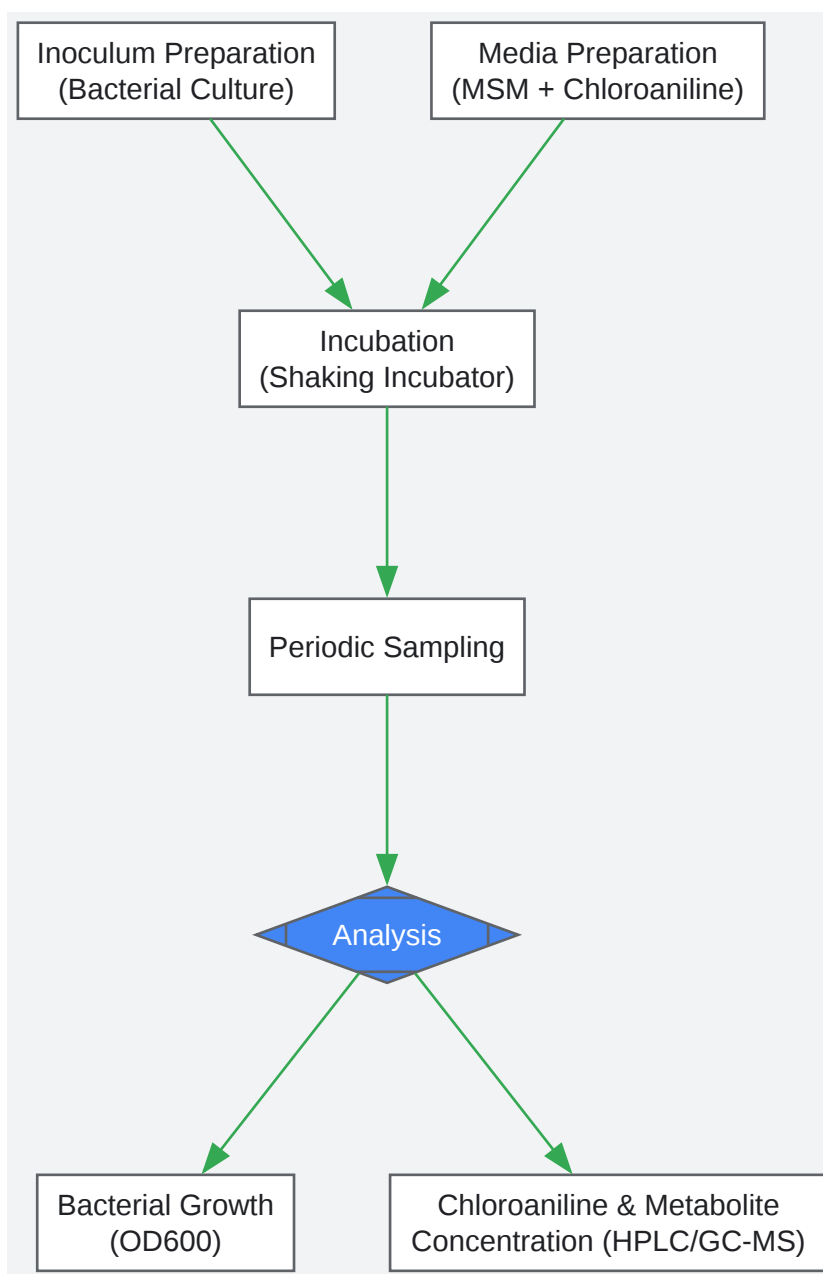 Inoculum Preparation
(Bacterial Culture)
Media Preparation
(MSM + Chloroaniline)
Incubation
(Shaking Incubator)
Periodic Sampling
Analysis
Bacterial Growth
(OD600)
Chloroaniline & Metabolite
Concentration (HPLC/GC-MS)